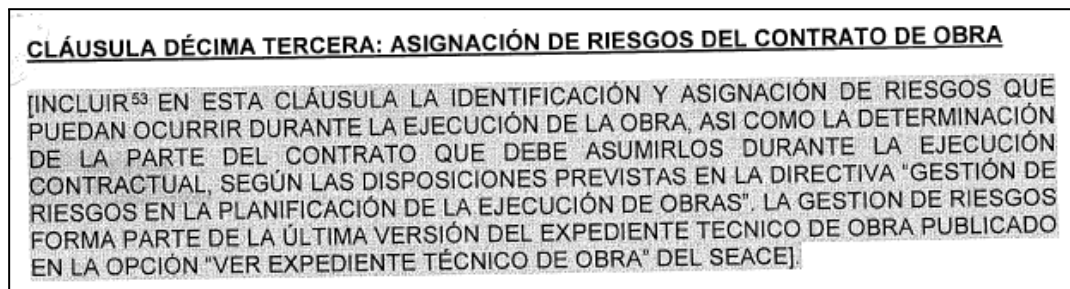 CLÁUSULA DÉCIMA TERCERA: ASIGNACIÓN DE RIESGOS DEL CONTRATO DE OBRA
[INCLUIR⁵³ EN ESTA CLÁUSULA LA IDENTIFICACIÓN Y ASIGNACIÓN DE RIESGOS QUE
PUEDAN OCURRIR DURANTE LA EJECUCIÓN DE LA OBRA, ASI COMO LA DETERMINACIÓN
DE LA PARTE DEL CONTRATO QUE DEBE ASUMIRLOS DURANTE LA EJECUCIÓN
CONTRACTUAL, SEGÚN LAS DISPOSICIONES PREVISTAS EN LA DIRECTIVA "GESTIÓN DE
RIESGOS EN LA PLANIFICACIÓN DE LA EJECUCIÓN DE OBRAS". LA GESTION DE RIESGOS
FORMA PARTE DE LA ÚLTIMA VERSIÓN DEL EXPEDIENTE TECNICO DE OBRA PUBLICADO
EN LA OPCIÓN "VER EXPEDIENTE TÉCNICO DE OBRA" DEL SEACE].